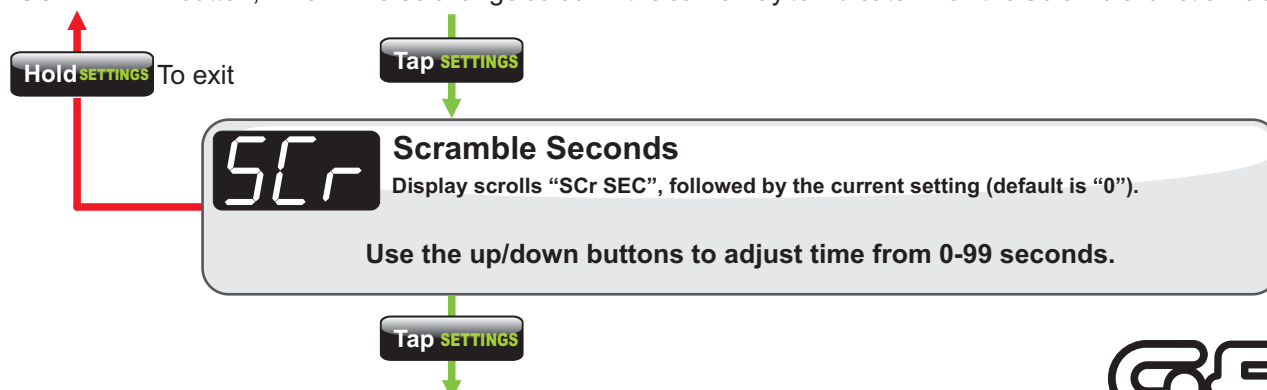 Tap SETTINGS
Hold SETTINGS To exit
SCr
Scramble Seconds
Display scrolls “SCr SEC”, followed by the current setting (default is “0”).
Use the up/down buttons to adjust time from 0-99 seconds.
Tap SETTINGS